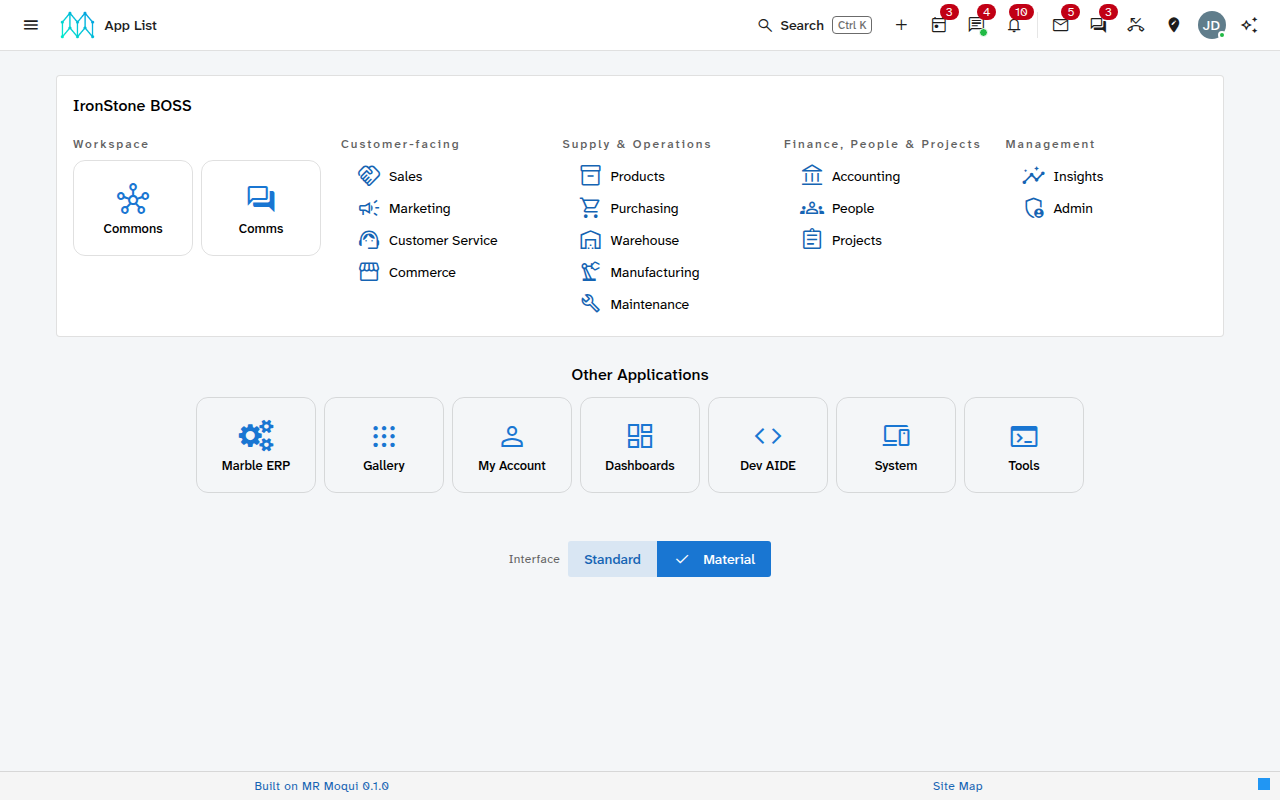 App List
Search
Ctrl K
3
4
10
5
3
JD
IronStone BOSS
Workspace
Commons
Comms
Customer-facing
Sales
Marketing
Customer Service
Commerce
Supply & Operations
Products
Purchasing
Warehouse
Manufacturing
Maintenance
Finance, People & Projects
Accounting
People
Projects
Management
Insights
Admin
Other Applications
Marble ERP
Gallery
My Account
Dashboards
Dev AIDE
System
Tools
Interface
Standard
Material
Built on MR Moqui 0.1.0
Site Map